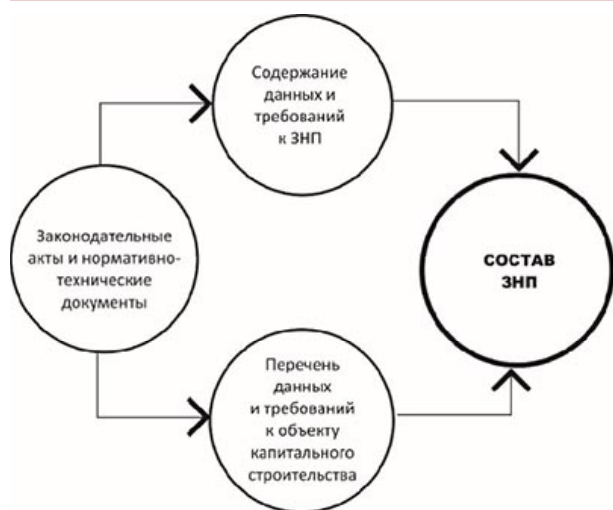 Содержание
данных и
требований
к ЗНП
Законодательные
акты и нормативно-
технические
документы
СОСТАВ
ЗНП
Перечень
данных
и требований
к объекту
капитального
строительства